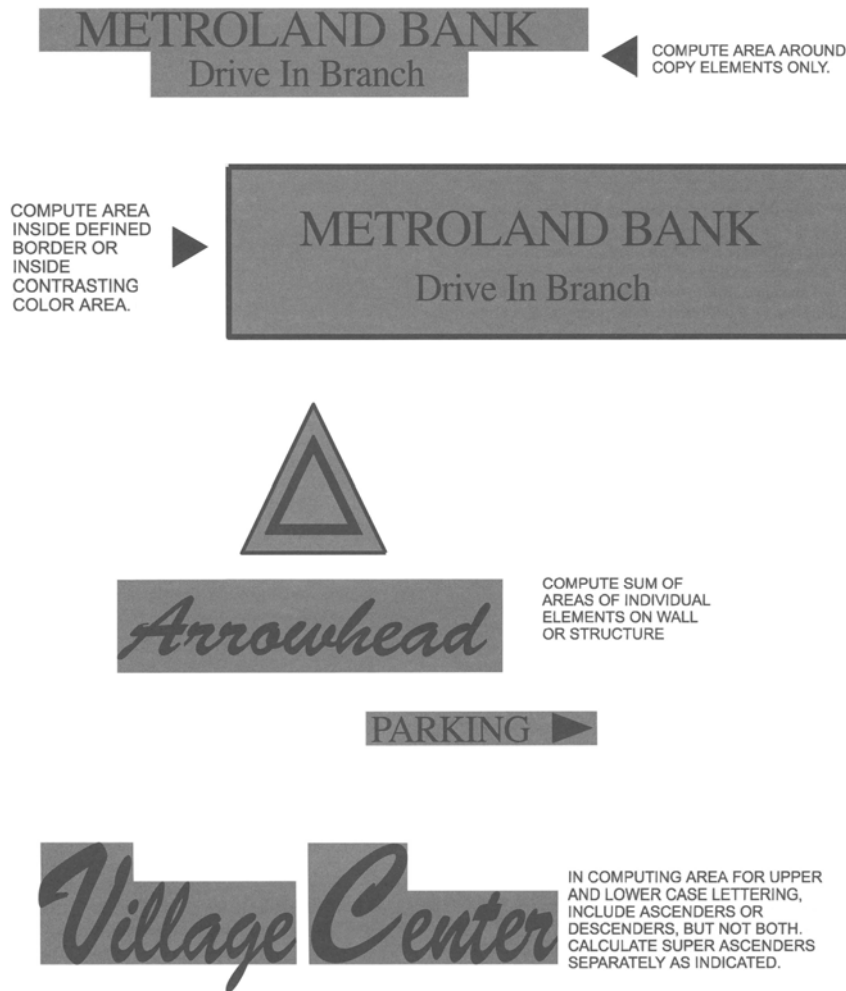 METROLAND BANK
Drive In Branch
COMPUTE AREA AROUND
COPY ELEMENTS ONLY.
COMPUTE AREA
INSIDE DEFINED
BORDER OR
INSIDE
CONTRASTING
COLOR AREA.
METROLAND BANK
Drive In Branch
Arrowhead
COMPUTE SUM OF
AREAS OF INDIVIDUAL
ELEMENTS ON WALL
OR STRUCTURE
PARKING
Village Center
IN COMPUTING AREA FOR UPPER
AND LOWER CASE LETTERING,
INCLUDE ASCENDERS OR
DESCENDERS, BUT NOT BOTH.
CALCULATE SUPER ASCENDERS
SEPARATELY AS INDICATED.